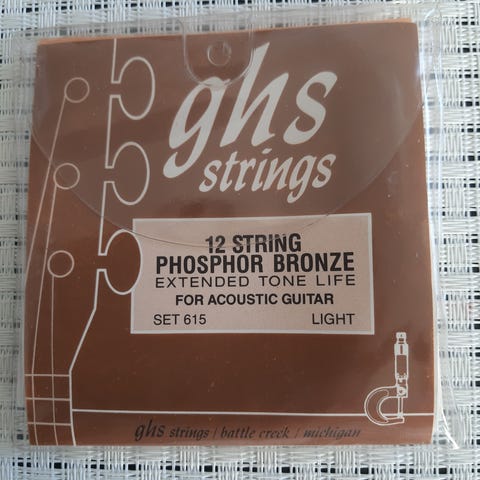 ghs
strings
12 STRING
PHOSPHOR BRONZE
EXTENDED TONE LIFE
FOR ACOUSTIC GUITAR
SET 615 LIGHT
ghs strings / battle creek / michigan